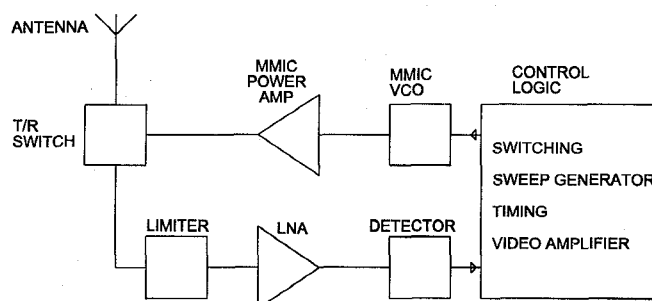 ANTENNA
MMIC
POWER
AMP
MMIC
VCO
CONTROL
LOGIC
T/R
SWITCH
SWITCHING
SWEEP GENERATOR
TIMING
VIDEO AMPLIFIER
LIMITER
LNA
DETECTOR